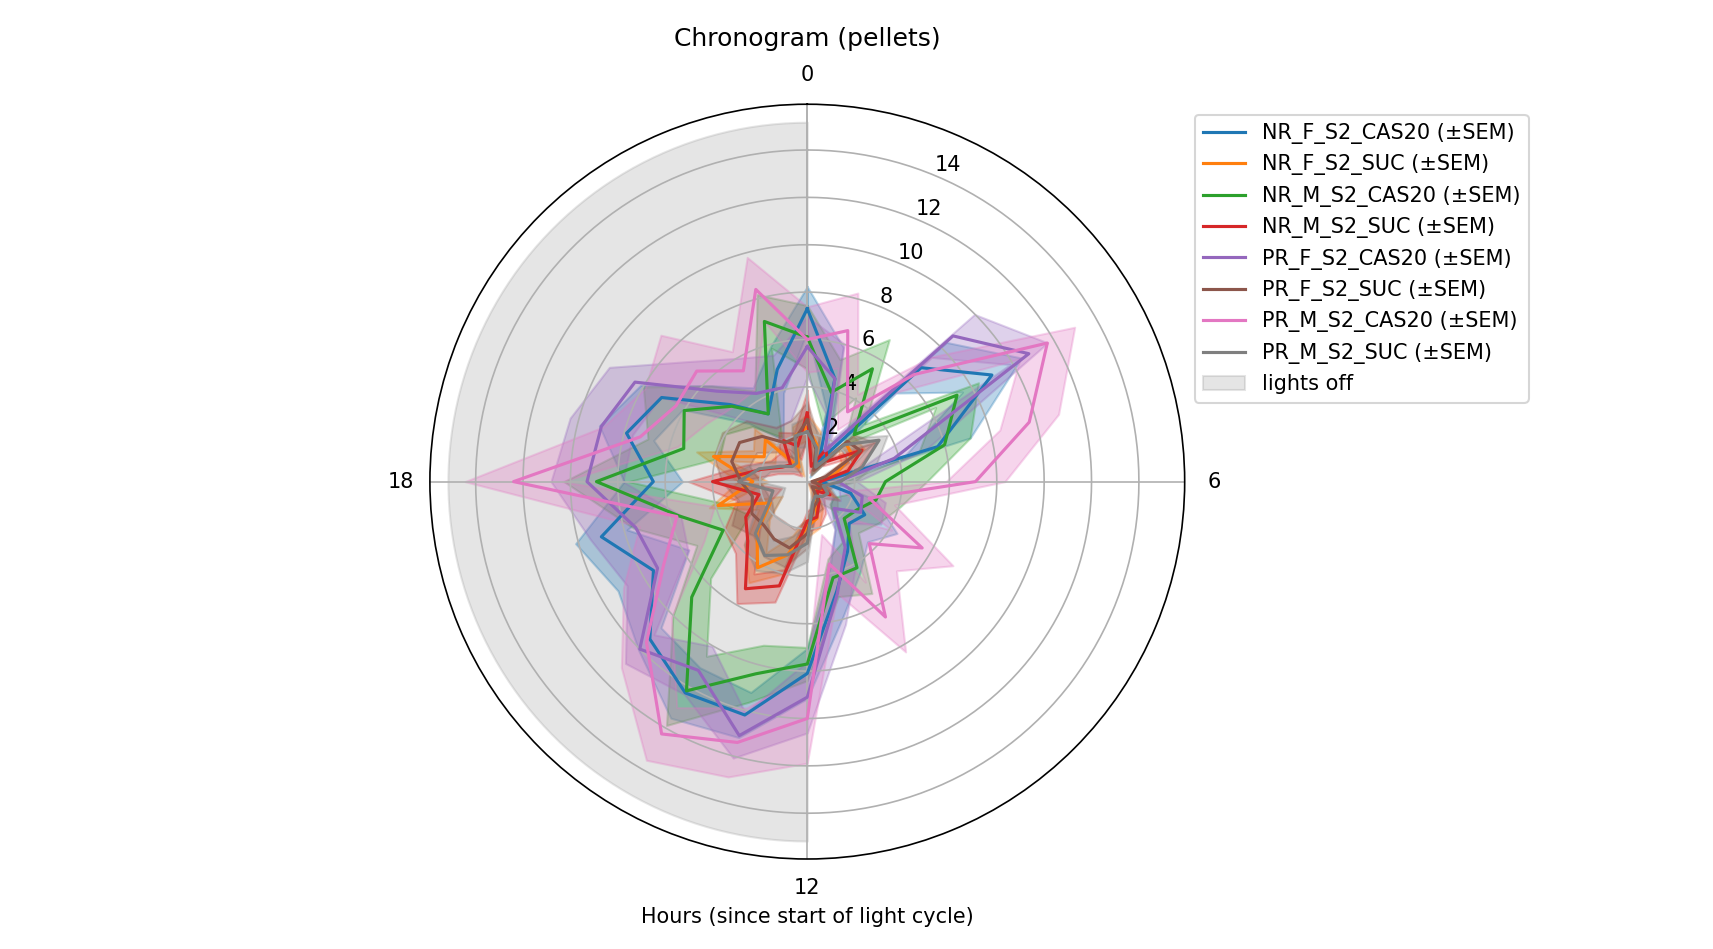 Chronogram (pellets)
0
14
12
10
8
6
4
2
18
6
12
Hours (since start of light cycle)
NR_F_S2_CAS20 (±SEM)
NR_F_S2_SUC (±SEM)
NR_M_S2_CAS20 (±SEM)
NR_M_S2_SUC (±SEM)
PR_F_S2_CAS20 (±SEM)
PR_F_S2_SUC (±SEM)
PR_M_S2_CAS20 (±SEM)
PR_M_S2_SUC (±SEM)
lights off